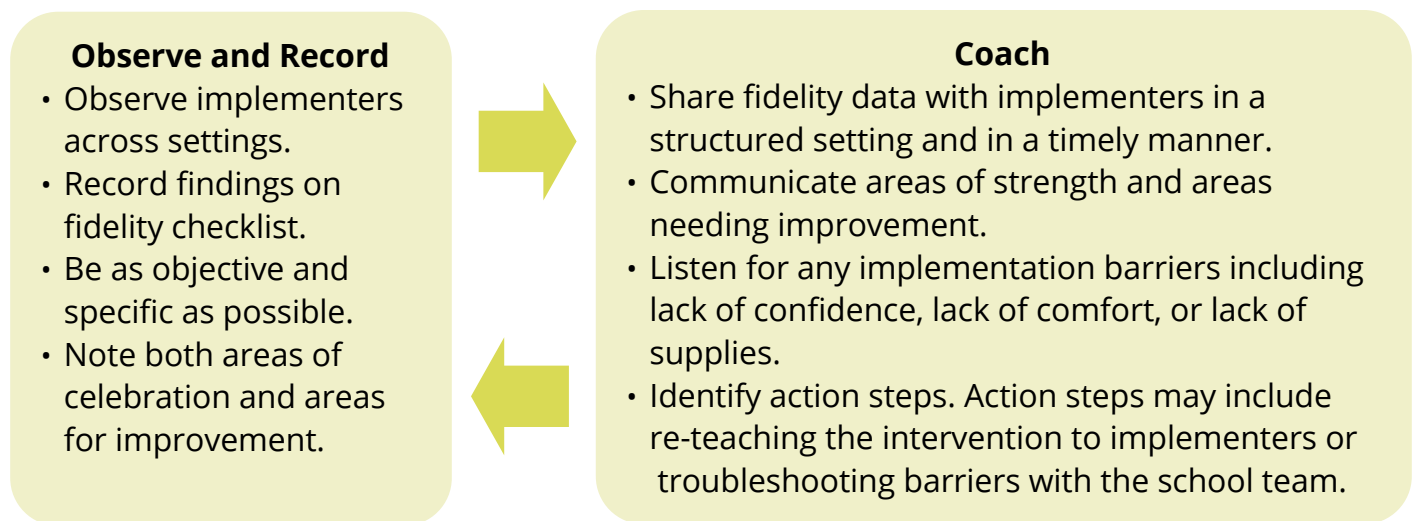 Observe and Record
• Observe implementers
across settings.
• Record findings on
fidelity checklist.
• Be as objective and
specific as possible.
• Note both areas of
celebration and areas
for improvement.
Coach
• Share fidelity data with implementers in a
structured setting and in a timely manner.
• Communicate areas of strength and areas
needing improvement.
• Listen for any implementation barriers including
lack of confidence, lack of comfort, or lack of
supplies.
• Identify action steps. Action steps may include
re-teaching the intervention to implementers or
troubleshooting barriers with the school team.